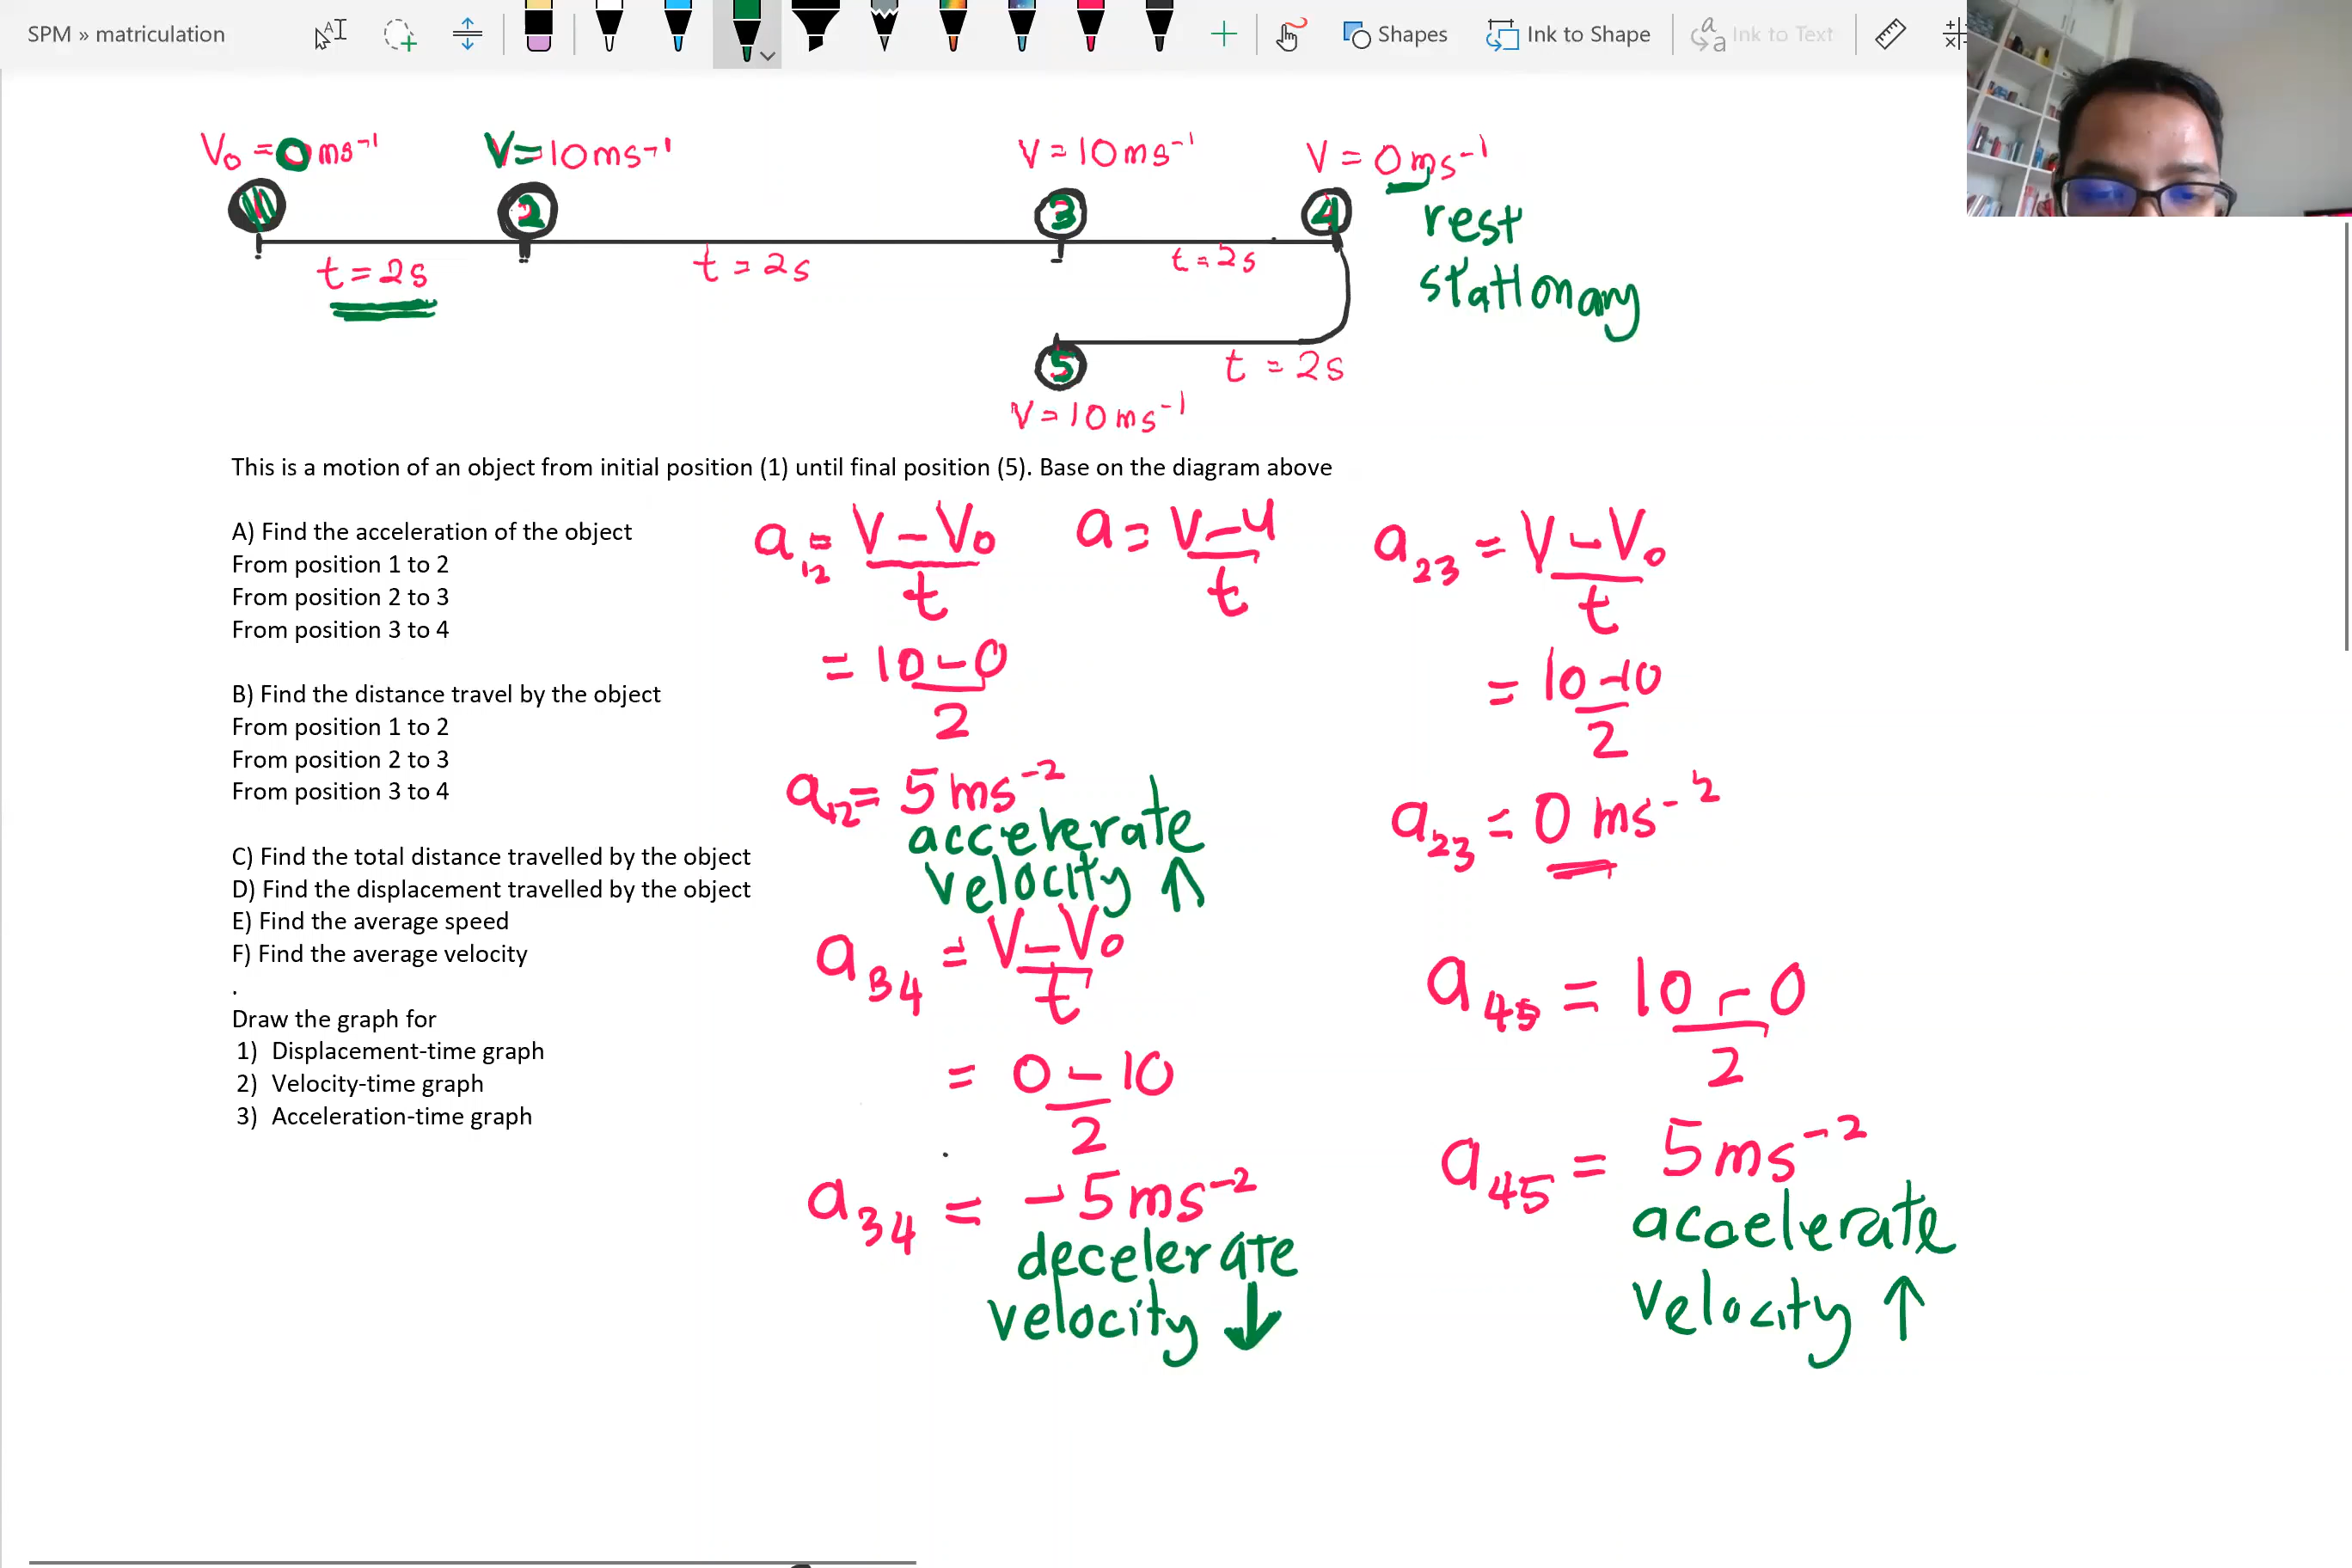 SPM » matriculation
Shapes
Ink to Shape
Ink to Text
V₀ = 0 ms⁻¹
V = 10 ms⁻¹
V = 10 ms⁻¹
V = 0 ms⁻¹
1
2
3
4
rest
stationary
t = 2s
t = 2s
t = 2s
5
t = 2s
V = 10 ms⁻¹
This is a motion of an object from initial position (1) until final position (5). Base on the diagram above
A) Find the acceleration of the object
From position 1 to 2
From position 2 to 3
From position 3 to 4
B) Find the distance travel by the object
From position 1 to 2
From position 2 to 3
From position 3 to 4
C) Find the total distance travelled by the object
D) Find the displacement travelled by the object
E) Find the average speed
F) Find the average velocity
.
Draw the graph for
1) Displacement-time graph
2) Velocity-time graph
3) Acceleration-time graph
a₁₂ = V – V₀
t
= 10 – 0
2
a₁₂ = 5 ms⁻²
accelerate
velocity ↑
a = V – u
t
a₂₃ = V – V₀
t
= 10 – 10
2
a₂₃ = 0 ms⁻²
a₃₄ = V – V₀
t
= 0 – 10
2
a₃₄ = – 5 ms⁻²
decelerate
velocity ↓
a₄₅ = 10 – 0
2
a₄₅ = 5 ms⁻²
accelerate
velocity ↑